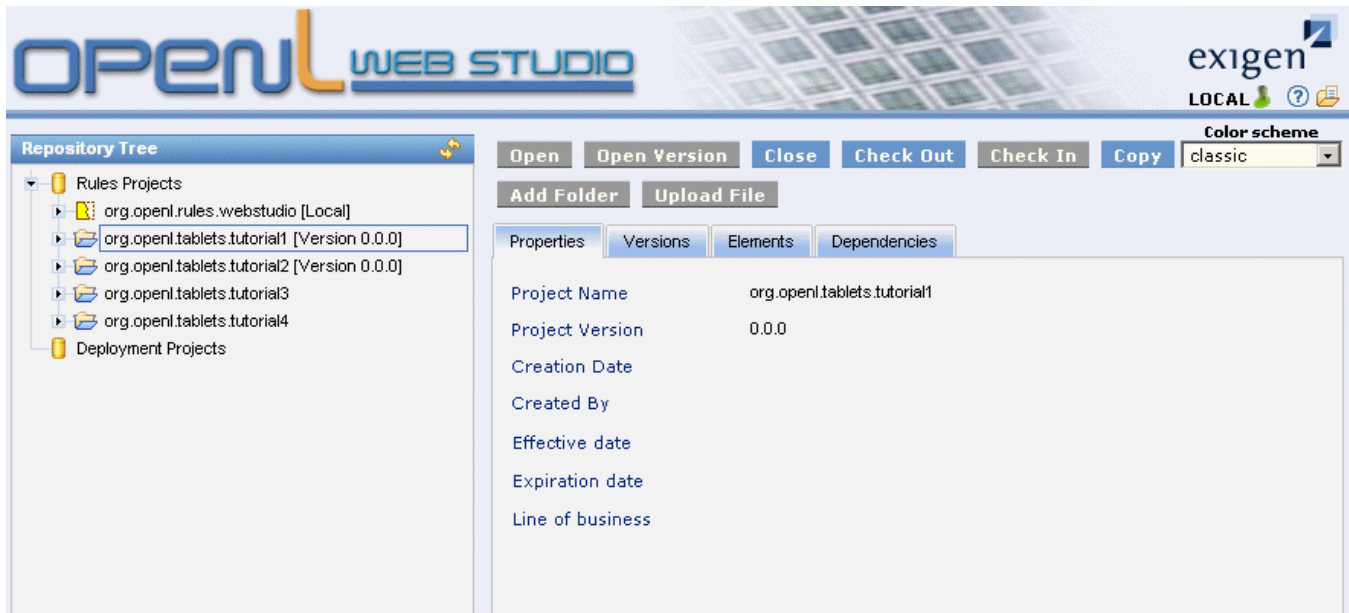 OPENL WEB STUDIO
exigen
LOCAL
Color scheme
classic
Repository Tree
Rules Projects
org.openl.rules.webstudio [Local]
org.openl.tablets.tutorial1 [Version 0.0.0]
org.openl.tablets.tutorial2 [Version 0.0.0]
org.openl.tablets.tutorial3
org.openl.tablets.tutorial4
Deployment Projects
Open Open Version Close Check Out Check In Copy
Add Folder Upload File
Properties Versions Elements Dependencies
Project Name org.openl.tablets.tutorial1
Project Version 0.0.0
Creation Date
Created By
Effective date
Expiration date
Line of business